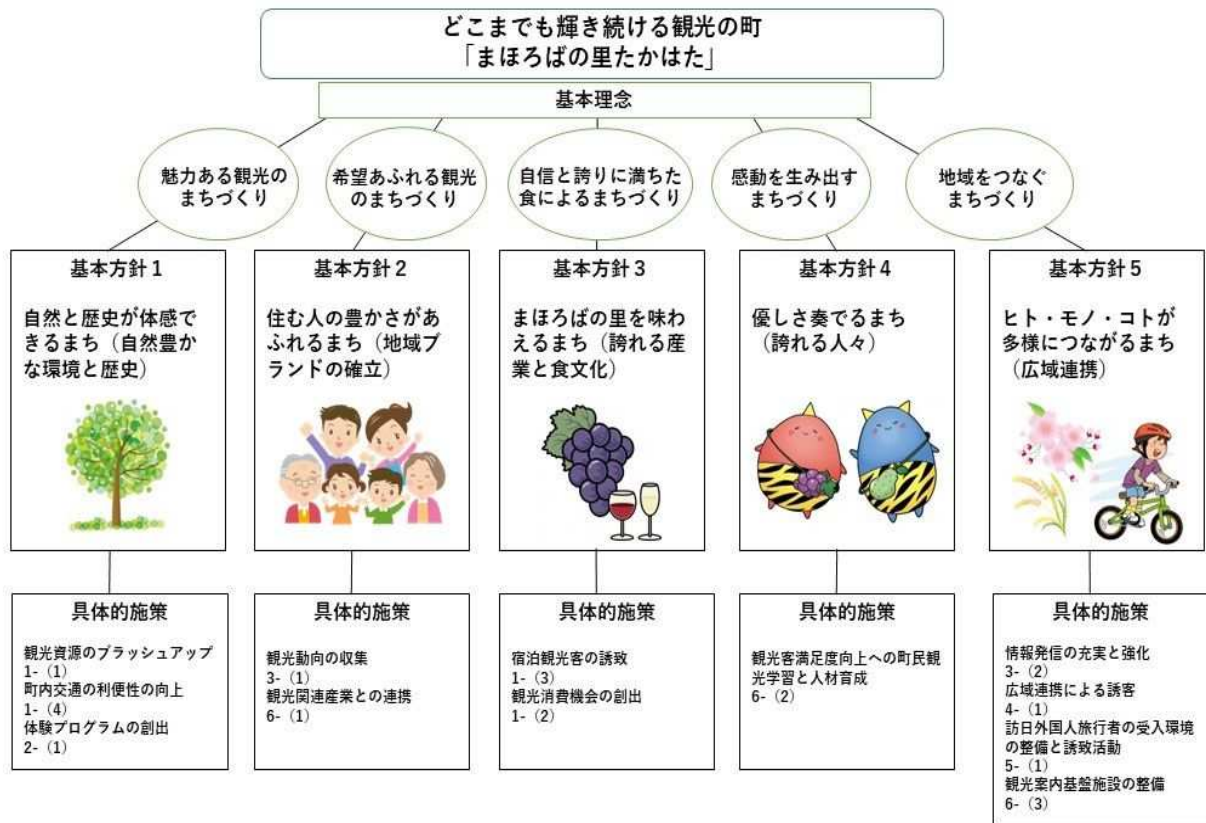 どこまでも輝き続ける観光の町
「まほろばの里たかはた」
基本理念
魅力ある観光の
まちづくり
希望あふれる観光
のまちづくり
自信と誇りに満ちた
食によるまちづくり
感動を生み出す
まちづくり
地域をつなぐ
まちづくり
基本方針1
自然と歴史が体感で
きるまち（自然豊か
な環境と歴史）
基本方針2
住む人の豊かさがあ
ふれるまち（地域ブ
ランドの確立）
基本方針3
まほろばの里を味わ
えるまち（誇れる産
業と食文化）
基本方針4
優しさ奏でるまち
（誇れる人々）
基本方針5
ヒト・モノ・コトが
多様につながるまち
（広域連携）
具体的施策
観光資源のブラッシュアップ
1-（1）
町内交通の利便性の向上
1-（4）
体験プログラムの創出
2-（1）
具体的施策
観光動向の収集
3-（1）
観光関連産業との連携
6-（1）
具体的施策
宿泊観光客の誘致
1-（3）
観光消費機会の創出
1-（2）
具体的施策
観光客満足度向上への町民観
光学習と人材育成
6-（2）
具体的施策
情報発信の充実と強化
3-（2）
広域連携による誘客
4-（1）
訪日外国人旅行者の受入環境
の整備と誘致活動
5-（1）
観光案内基盤施設の整備
6-（3）